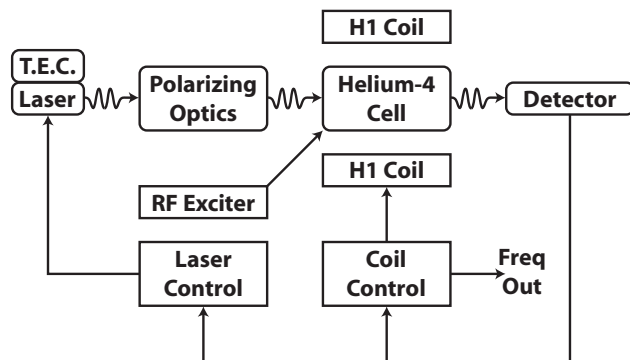 H1 Coil
T.E.C.
Laser
Polarizing
Optics
Helium-4
Cell
Detector
H1 Coil
RF Exciter
Laser
Control
Coil
Control
Freq
Out